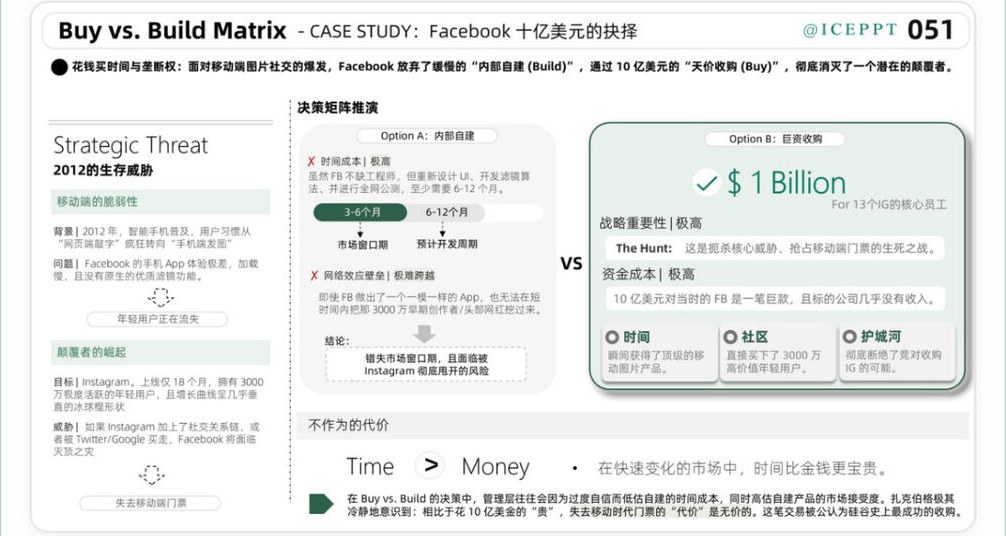 Buy vs. Build Matrix - CASE STUDY：Facebook 十亿美元的抉择
@ICEPPT 051
花钱买时间与垄断权：面对移动端图片社交的爆发，Facebook 放弃了缓慢的“内部自建 (Build)”，通过 10 亿美元的“天价收购 (Buy)”，彻底消灭了一个潜在的颠覆者。
Strategic Threat
2012的生存威胁
移动端的脆弱性
背景| 2012 年，智能手机普及，用户习惯从
“网页端敲字”疯狂转向“手机端发图”
问题| Facebook 的手机 App 体验极差，加载
慢，且没有原生的优质滤镜功能。
年轻用户正在流失
颠覆者的崛起
目标| Instagram。上线仅 18 个月，拥有 3000
万极度活跃的年轻用户，且增长曲线呈几乎垂
直的冰球棍形状
威胁| 如果 Instagram 加上了社交关系链，或
者被 Twitter/Google 买走，Facebook 将面临
灭顶之灾
失去移动端门票
决策矩阵推演
Option A：内部自建
✗ 时间成本| 极高
虽然 FB 不缺工程师，但重新设计 UI、开发滤镜算
法、并进行全网公测，至少需要 6-12 个月。
3-6个月 6-12个月
市场窗口期 预计开发周期
✗ 网络效应壁垒| 极难跨越
即使 FB 做出了一个一模一样的 App，也无法在短
时间内把那 3000 万早期创作者/头部网红挖过来。
结论：
错失市场窗口期，且面临被
Instagram 彻底甩开的风险
VS
Option B：巨资收购
$ 1 Billion
For 13个IG的核心员工
战略重要性| 极高
The Hunt: 这是扼杀核心威胁、抢占移动端门票的生死之战。
资金成本| 极高
10 亿美元对当时的 FB 是一笔巨款，且标的公司几乎没有收入。
时间
瞬间获得了顶级的移
动图片产品。
社区
直接买下了 3000 万
高价值年轻用户。
护城河
彻底断绝了竞对收购
IG 的可能。
不作为的代价
Time > Money • 在快速变化的市场中，时间比金钱更宝贵。
在 Buy vs. Build 的决策中，管理层往往会因为过度自信而低估自建的时间成本，同时高估自建产品的市场接受度。扎克伯格极其
冷静地意识到：相比于花 10 亿美金的“贵”，失去移动时代门票的“代价”是无价的。这笔交易被公认为硅谷史上最成功的收购。